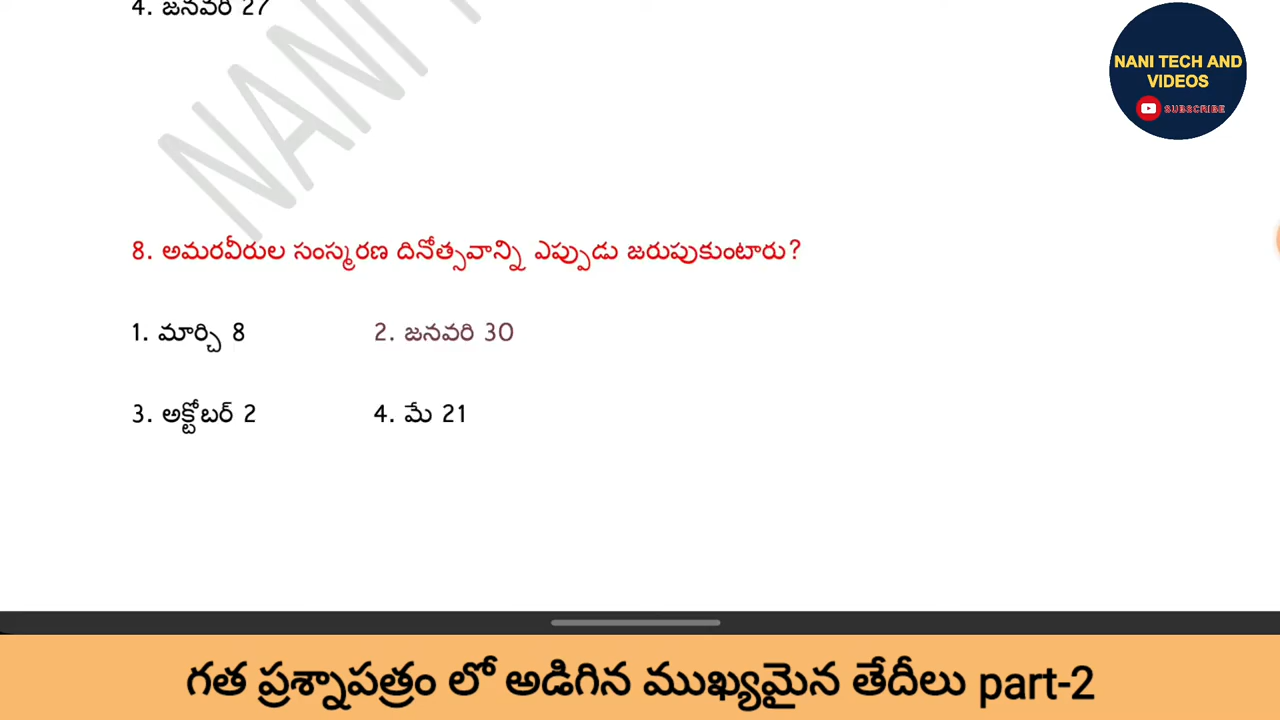 4. జనవరి 27
NANI
NANI TECH AND
VIDEOS
SUBSCRIBE
8. అమరవీరుల సంస్మరణ దినోత్సవాన్ని ఎప్పుడు జరుపుకుంటారు?
1. మార్చి 8 2. జనవరి 30
3. అక్టోబర్ 2 4. మే 21
గత ప్రశ్నాపత్రం లో అడిగిన ముఖ్యమైన తేదీలు part-2